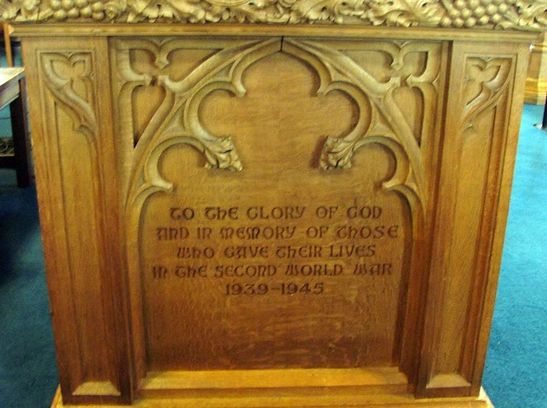 TO THE GLORY OF GOD
AND IN MEMORY OF THOSE
WHO GAVE THEIR LIVES
IN THE SECOND WORLD WAR
1939-1945